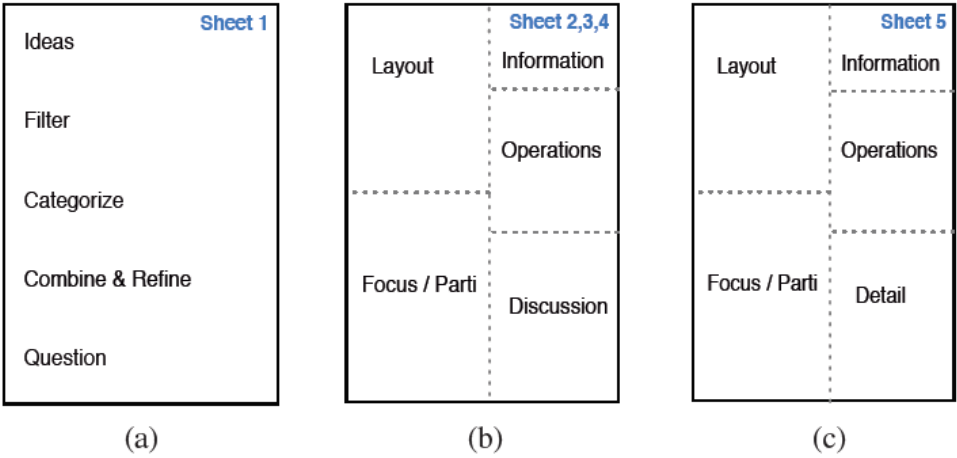 Sheet 1
Ideas
Filter
Categorize
Combine & Refine
Question
(a)
Sheet 2,3,4
Layout
Information
Operations
Focus / Parti
Discussion
(b)
Sheet 5
Layout
Information
Operations
Focus / Parti
Detail
(c)